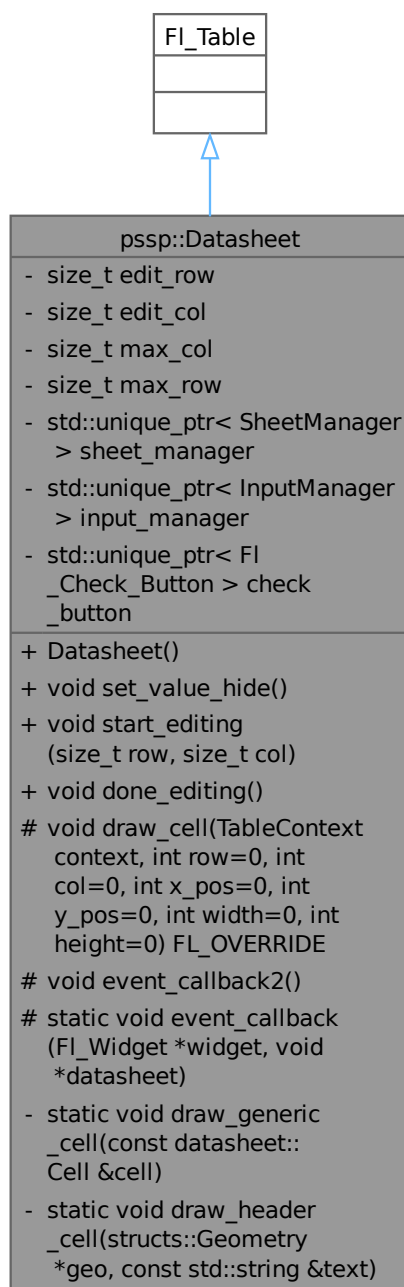 Fl_Table
pssp::Datasheet
- size_t edit_row
- size_t edit_col
- size_t max_col
- size_t max_row
- std::unique_ptr< SheetManager
> sheet_manager
- std::unique_ptr< InputManager
> input_manager
- std::unique_ptr< Fl
_Check_Button > check
_button
+ Datasheet()
+ void set_value_hide()
+ void start_editing
(size_t row, size_t col)
+ void done_editing()
# void draw_cell(TableContext
context, int row=0, int
col=0, int x_pos=0, int
y_pos=0, int width=0, int
height=0) FL_OVERRIDE
# void event_callback2()
# static void event_callback
(Fl_Widget *widget, void
*datasheet)
- static void draw_generic
_cell(const datasheet::
Cell &cell)
- static void draw_header
_cell(structs::Geometry
*geo, const std::string &text)